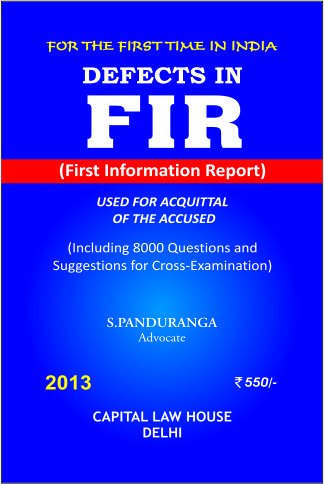 FOR THE FIRST TIME IN INDIA
DEFECTS IN
FIR
(First Information Report)
USED FOR ACQUITTAL
OF THE ACCUSED
(Including 8000 Questions and
Suggestions for Cross-Examination)
S.PANDURANGA
Advocate
2013
₹ 550/-
CAPITAL LAW HOUSE
DELHI